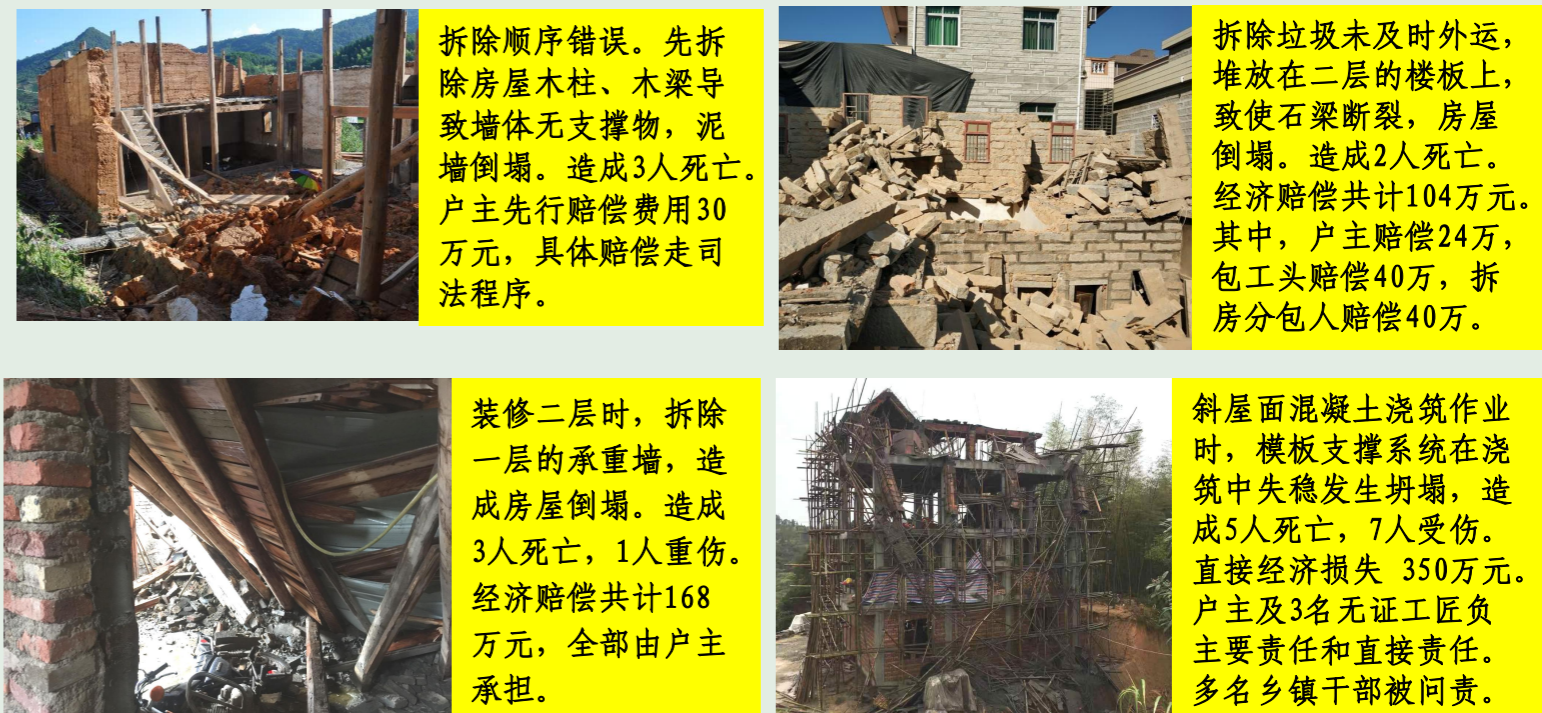 拆除顺序错误。先拆
除房屋木柱、木梁导
致墙体无支撑物，泥
墙倒塌。造成3人死亡。
户主先行赔偿费用30
万元，具体赔偿走司
法程序。
拆除垃圾未及时外运，
堆放在二层的楼板上，
致使石梁断裂，房屋
倒塌。造成2人死亡。
经济赔偿共计104万元。
其中，户主赔偿24万，
包工头赔偿40万，拆
房分包人赔偿40万。
装修二层时，拆除
一层的承重墙，造
成房屋倒塌。造成
3人死亡，1人重伤。
经济赔偿共计168
万元，全部由户主
承担。
斜屋面混凝土浇筑作业
时，模板支撑系统在浇
筑中失稳发生坍塌，造
成5人死亡，7人受伤。
直接经济损失 350万元。
户主及3名无证工匠负
主要责任和直接责任。
多名乡镇干部被问责。